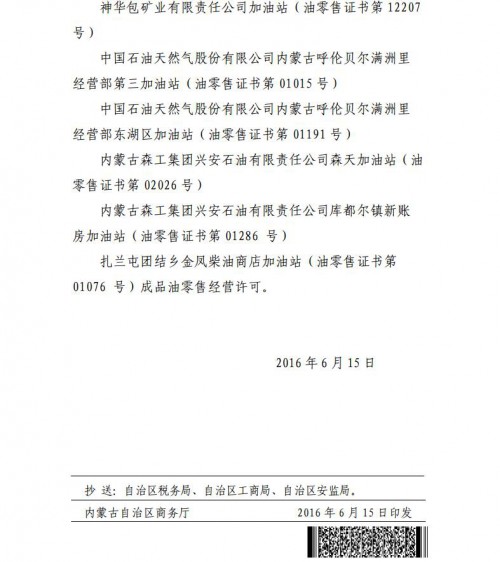 神华包矿业有限责任公司加油站（油零售证书第 12207
号）
中国石油天然气股份有限公司内蒙古呼伦贝尔满洲里
经营部第三加油站（油零售证书第 01015 号）
中国石油天然气股份有限公司内蒙古呼伦贝尔满洲里
经营部东湖区加油站（油零售证书第 01191 号）
内蒙古森工集团兴安石油有限责任公司森天加油站（油
零售证书第 02026 号）
内蒙古森工集团兴安石油有限责任公司库都尔镇新账
房加油站（油零售证书第 01286 号）
扎兰屯团结乡金凤柴油商店加油站（油零售证书第
01076 号）成品油零售经营许可。
2016 年 6 月 15 日
抄 送：自治区税务局、自治区工商局、自治区安监局。
内蒙古自治区商务厅 2016 年 6 月 15 日印发